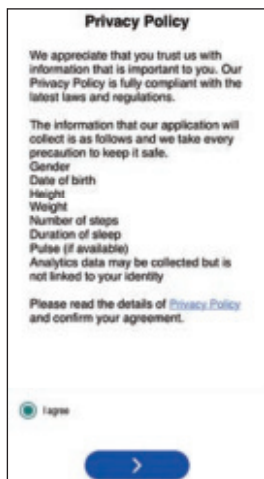 Privacy Policy
We appreciate that you trust us with
information that is important to you. Our
Privacy Policy is fully compliant with the
latest laws and regulations.
The information that our application will
collect is as follows and we take every
precaution to keep it safe.
Gender
Date of birth
Height
Weight
Number of steps
Duration of sleep
Pulse (if available)
Analytics data may be collected but is
not linked to your identity
Please read the details of Privacy Policy
and confirm your agreement.
I agree